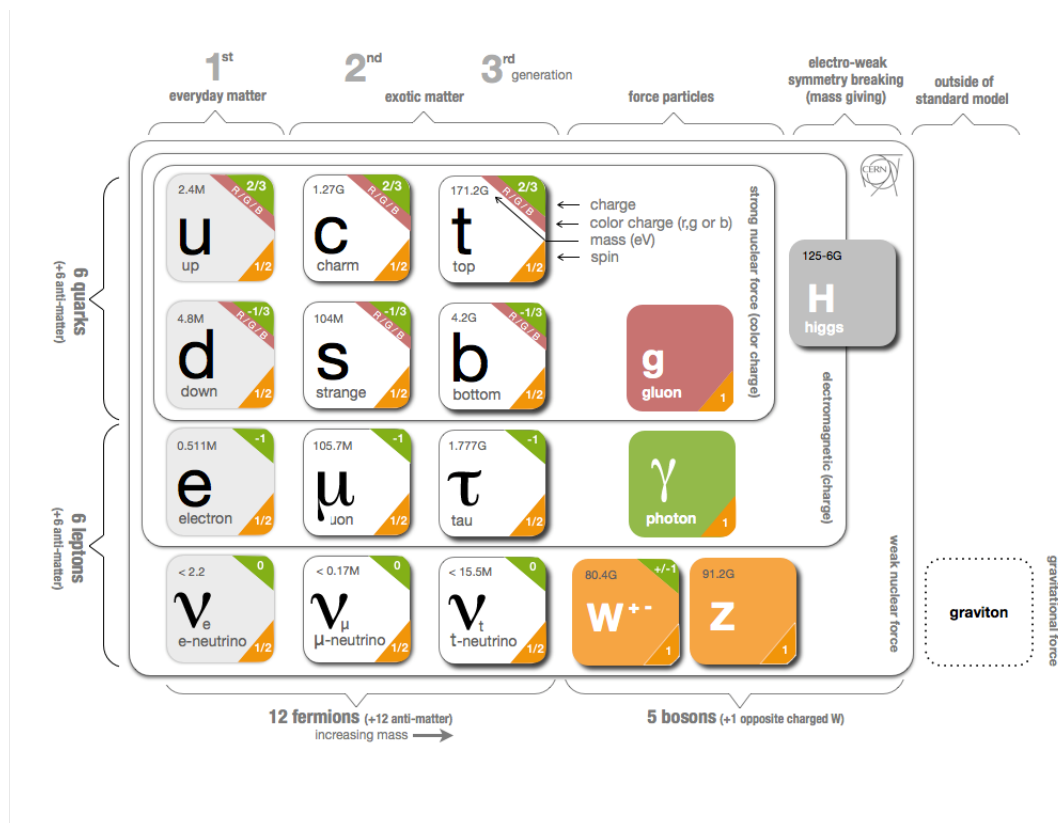 1st
2nd
3rd generation
everyday matter
exotic matter
force particles
electro-weak
symmetry breaking
(mass giving)
outside of
standard model
CERN
6 quarks
(+6 anti-matter)
2.4M
2/3
R/G/B
u
up
1/2
1.27G
2/3
R/G/B
c
charm
1/2
171.2G
2/3
R/G/B
t
top
1/2
charge
color charge (r,g or b)
mass (eV)
spin
strong nuclear force (color charge)
125-6G
H
higgs
4.8M
-1/3
R/G/B
d
down
1/2
104M
-1/3
R/G/B
s
strange
1/2
4.2G
-1/3
R/G/B
b
bottom
1/2
g
gluon
1
electromagnetic (charge)
6 leptons
(+6 anti-matter)
0.511M
-1
e
electron
1/2
105.7M
-1
μ
uon
1/2
1.777G
-1
τ
tau
1/2
γ
photon
1
weak nuclear force
< 2.2
0
νe
e-neutrino
1/2
< 0.17M
0
νμ
μ-neutrino
1/2
< 15.5M
0
νt
t-neutrino
1/2
80.4G
+/-1
W+-
1
91.2G
Z
1
graviton
gravitational force
12 fermions (+12 anti-matter)
increasing mass
5 bosons (+1 opposite charged W)